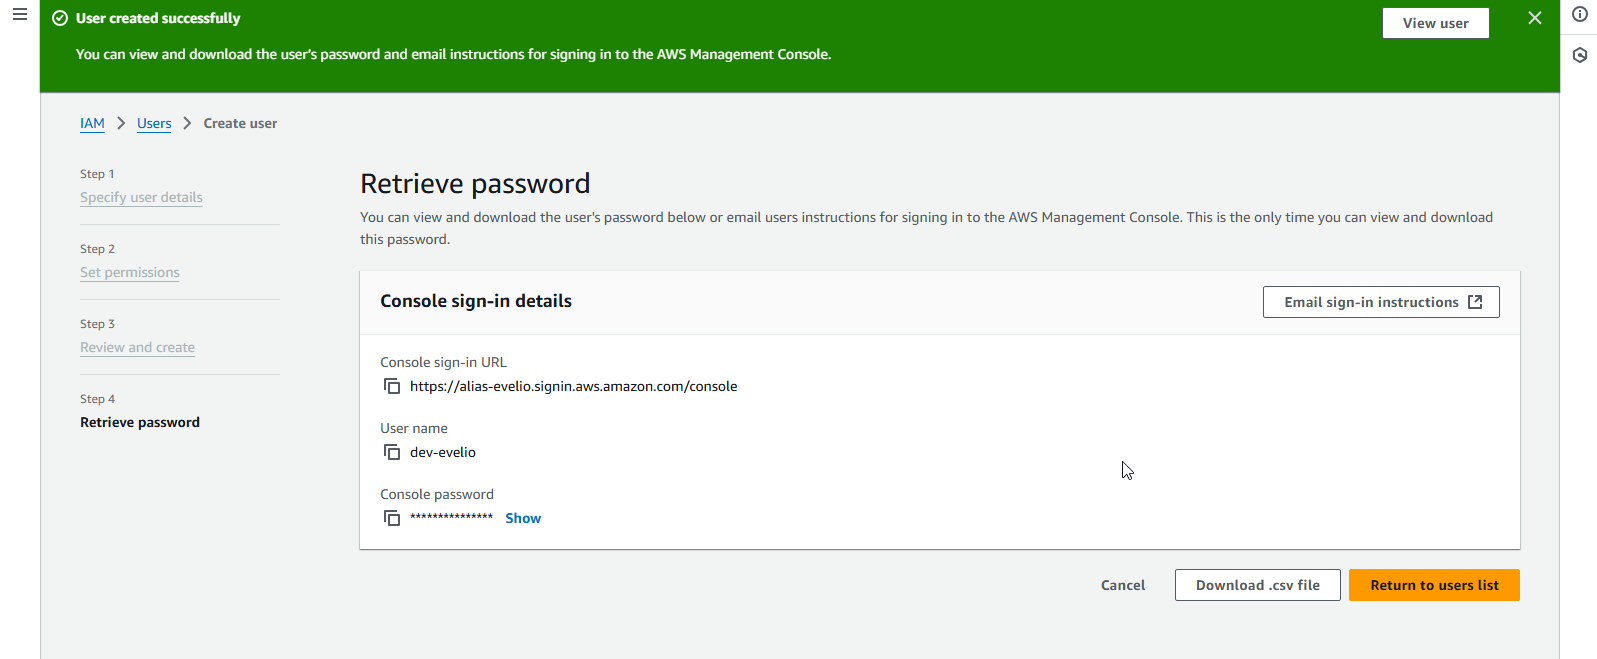 User created successfully
View user
You can view and download the user's password and email instructions for signing in to the AWS Management Console.
IAM > Users > Create user
Step 1
Specify user details
Step 2
Set permissions
Step 3
Review and create
Step 4
Retrieve password
Retrieve password
You can view and download the user's password below or email users instructions for signing in to the AWS Management Console. This is the only time you can view and download
this password.
Console sign-in details
Email sign-in instructions
Console sign-in URL
https://alias-evelio.signin.aws.amazon.com/console
User name
dev-evelio
Console password
*************** Show
Cancel
Download .csv file
Return to users list